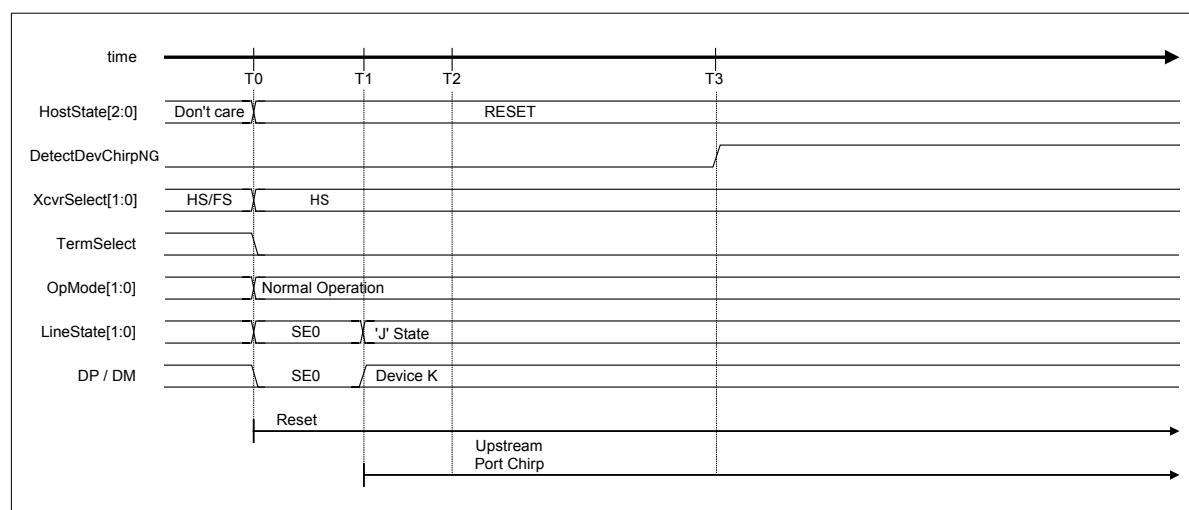 time
T0 T1 T2 T3
HostState[2:0] Don't care RESET
DetectDevChirpNG
XcvrSelect[1:0] HS/FS HS
TermSelect
OpMode[1:0] Normal Operation
LineState[1:0] SE0 'J' State
DP / DM SE0 Device K
Reset
Upstream
Port Chirp